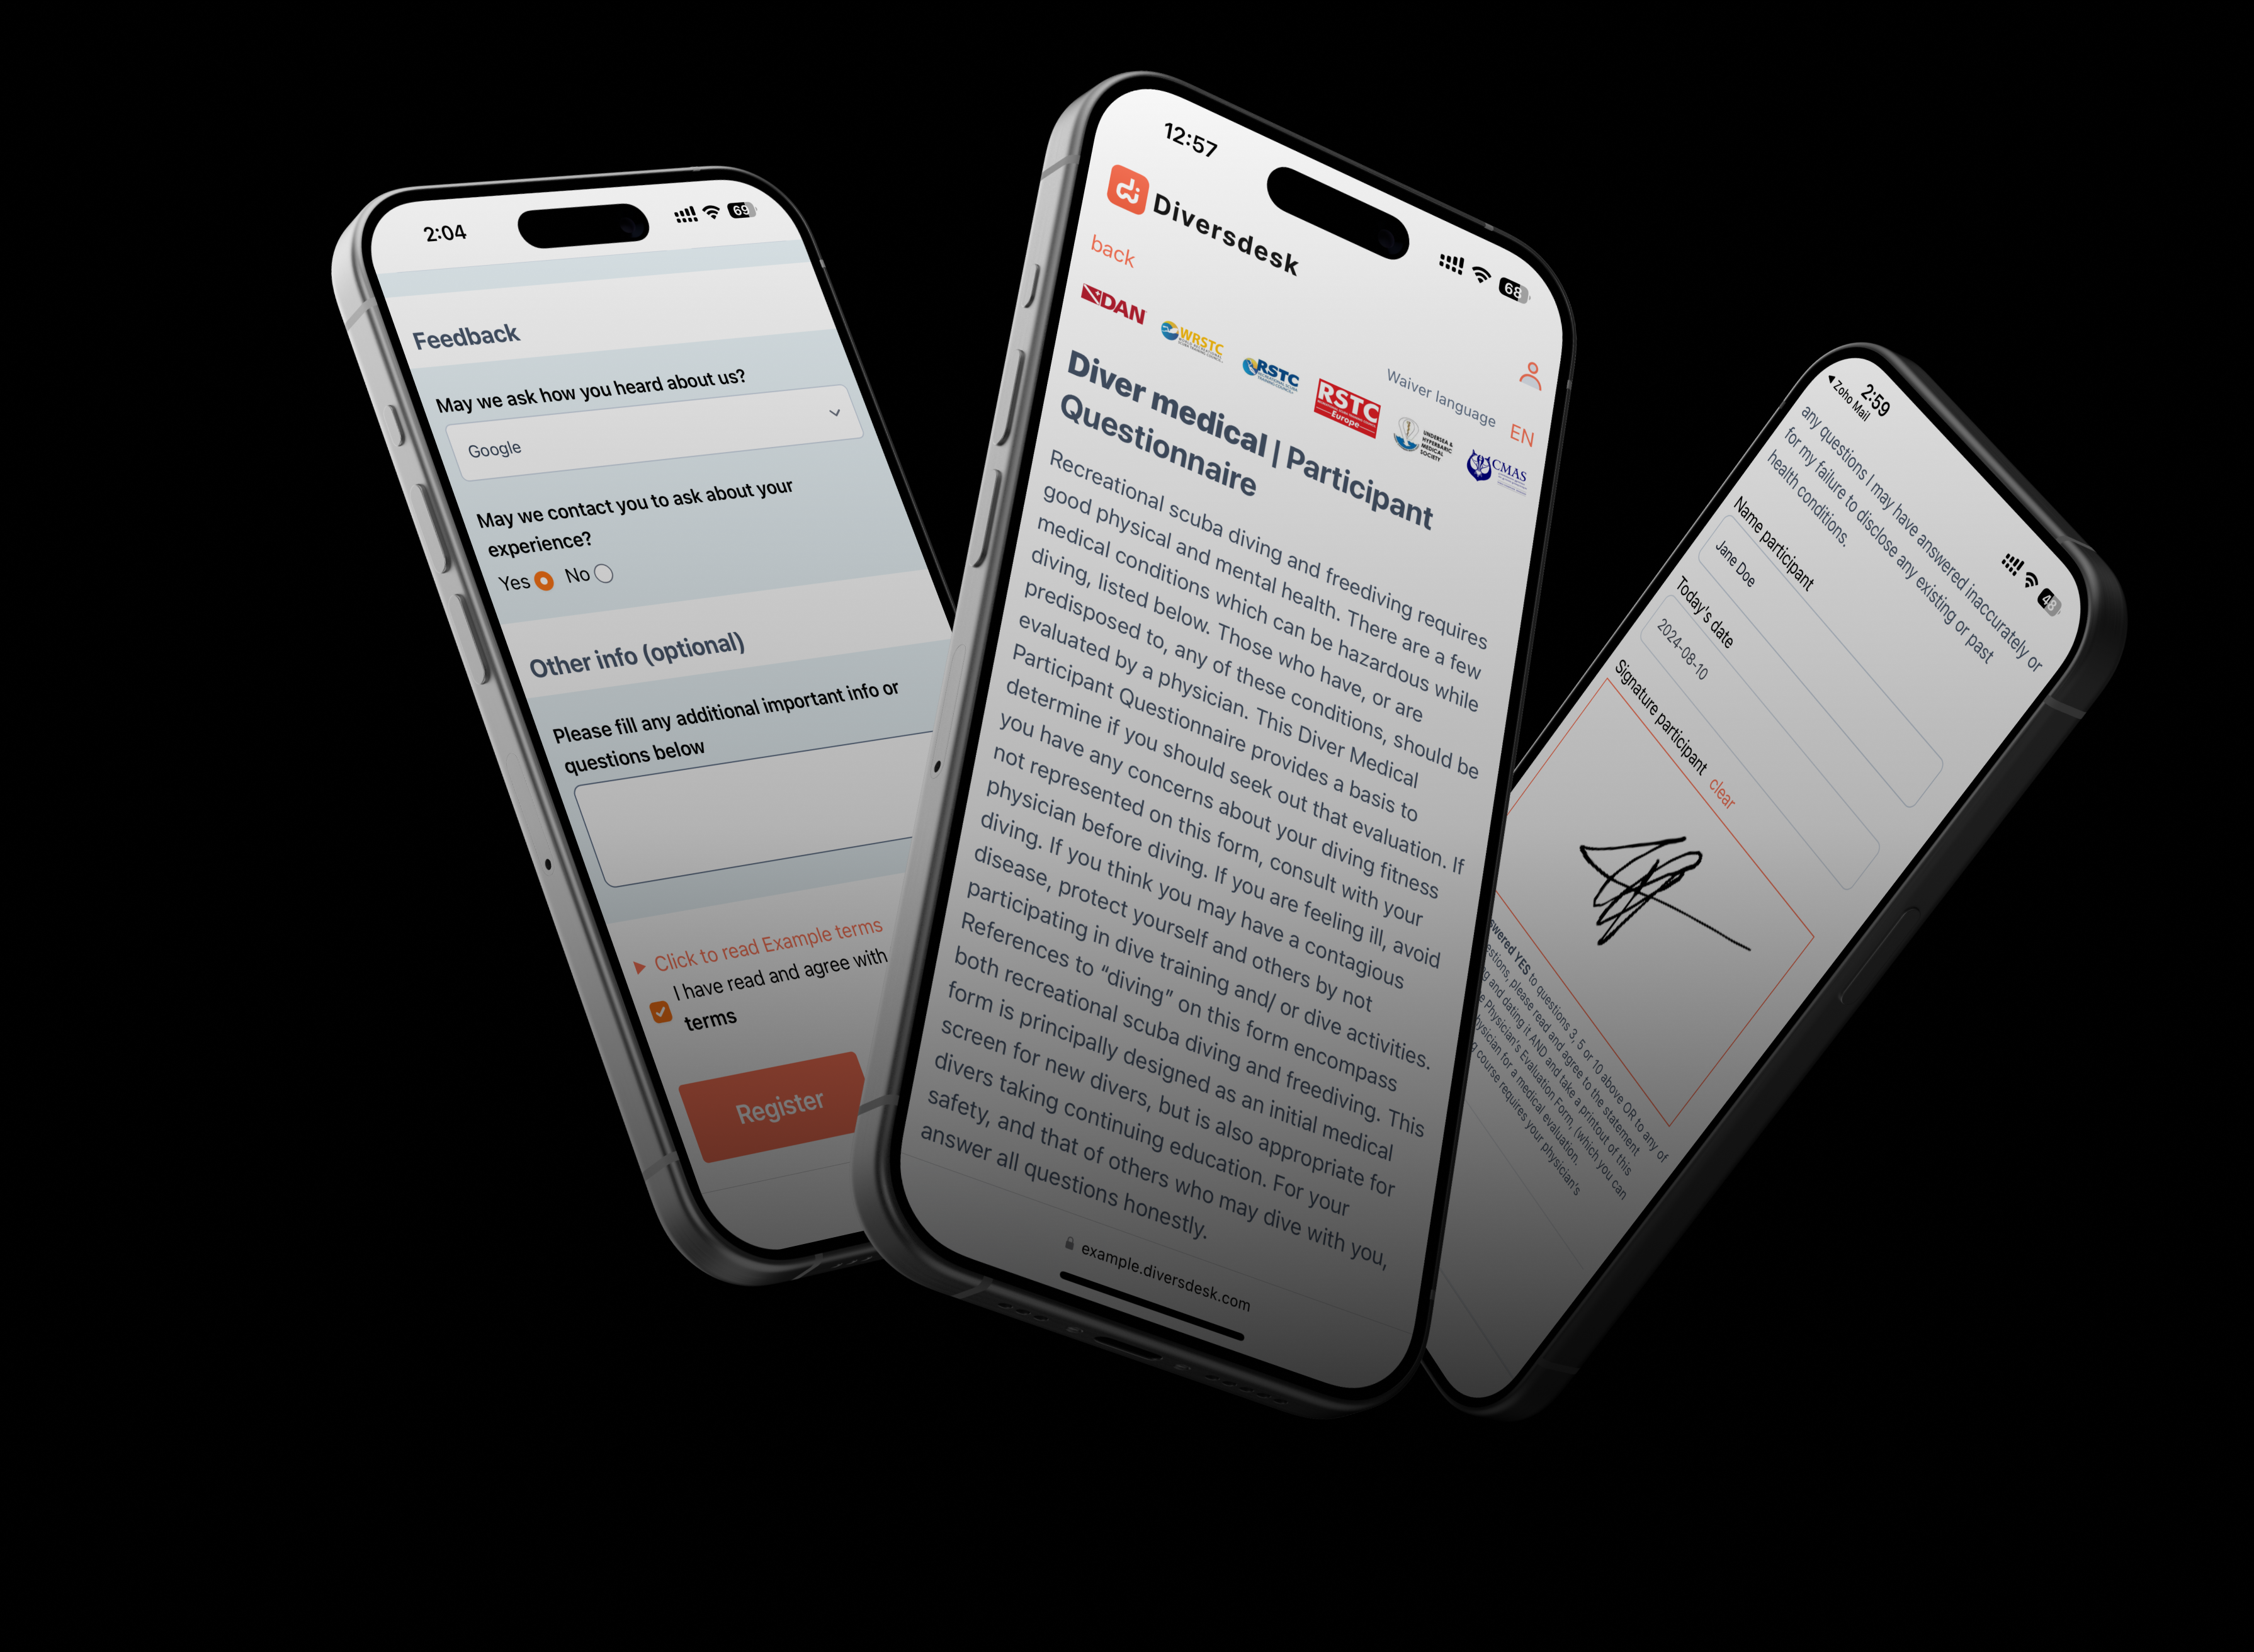 2:04
69
Feedback
May we ask how you heard about us?
Google
May we contact you to ask about your
experience?
Yes No
Other info (optional)
Please fill any additional important info or
questions below
Click to read Example terms
I have read and agree with
terms
Register
12:57
68
Diversdesk
back
Waiver language EN
DAN
WRSTC
RSTC
RSTC
Europe
UNDERSEA &
HYPERBARIC
MEDICAL
SOCIETY
CMAS
Diver medical | Participant
Questionnaire
Recreational scuba diving and freediving requires
good physical and mental health. There are a few
medical conditions which can be hazardous while
diving, listed below. Those who have, or are
predisposed to, any of these conditions, should be
evaluated by a physician. This Diver Medical
Participant Questionnaire provides a basis to
determine if you should seek out that evaluation. If
you have any concerns about your diving fitness
not represented on this form, consult with your
physician before diving. If you are feeling ill, avoid
diving. If you think you may have a contagious
disease, protect yourself and others by not
participating in dive training and/ or dive activities.
References to “diving” on this form encompass
both recreational scuba diving and freediving. This
form is principally designed as an initial medical
screen for new divers, but is also appropriate for
divers taking continuing education. For your
safety, and that of others who may dive with you,
answer all questions honestly.
example.diversdesk.com
2:59
Zoho Mail
48
any questions I may have answered inaccurately or
for my failure to disclose any existing or past
health conditions.
Name participant
Jane Doe
Today's date
2024-08-10
Signature participant clear
YES to questions 3, 5 or 10 above OR to any of
please read and agree to the statement
and dating it AND and take a printout of this
Physician's Evaluation Form, (which you can
for a medical evaluation.
course requires your physician's